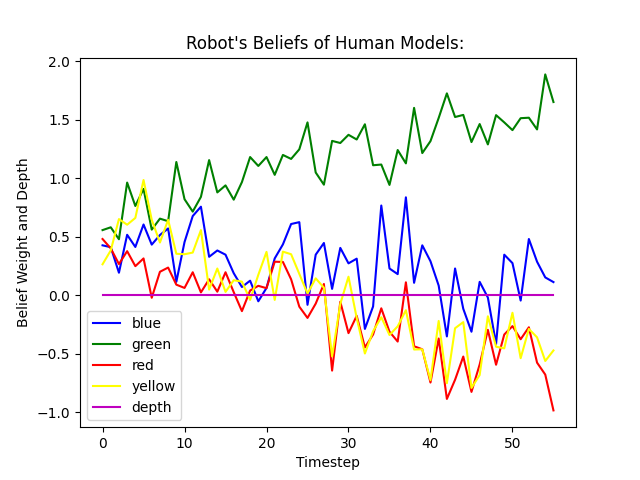 Robot's Beliefs of Human Models:
Belief Weight and Depth
2.0
1.5
1.0
0.5
0.0
−0.5
−1.0
blue
green
red
yellow
depth
0 10 20 30 40 50
Timestep